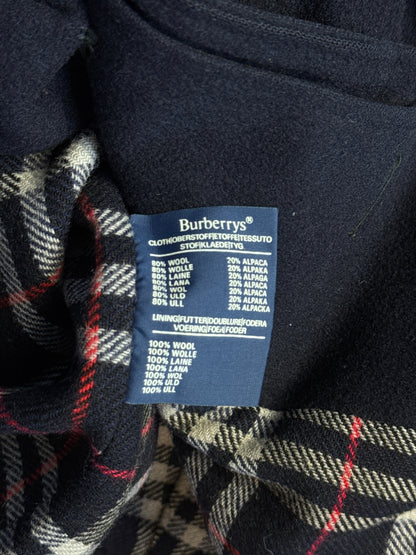 Burberrys®
CLOTH|OBERSTOFF|ETOFFE|TESSUTO
STOF|KLAEDE|TYG
80% WOOL 20% ALPACA
80% WOLLE 20% ALPAKA
80% LAINE 20% ALPAGA
80% LANA 20% ALPACA
80% WOL 20% ALPACA
80% ULD 20% ALPAKA
80% ULL 20% ALPACKA
LINING|FUTTER|DOUBLURE|FODERA
VOERING|FOE/|FODER
100% WOOL
100% WOLLE
100% LAINE
100% LANA
100% WOL
100% ULD
100% ULL